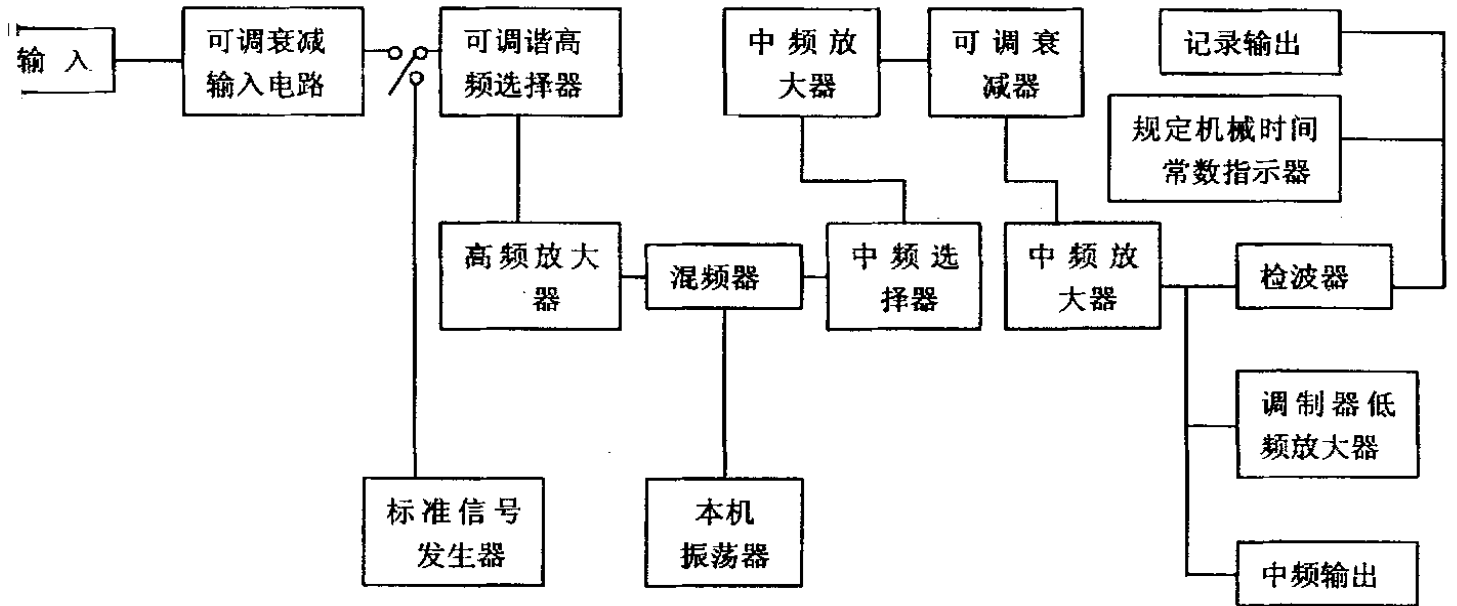 输入
可调衰减
输入电路
可调谐高
频选择器
中频放
大器
可调衰
减器
记录输出
规定机械时间
常数指示器
高频放大
器
混频器
中频选
择器
中频放
大器
检波器
调制器低
频放大器
标准信号
发生器
本机
振荡器
中频输出